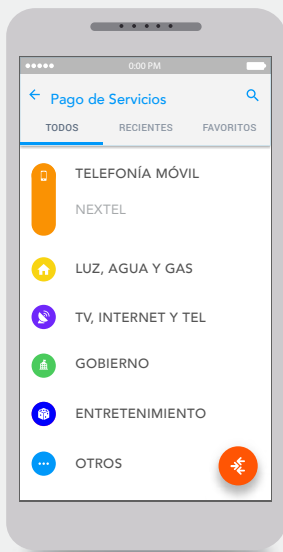 0:00 PM
Pago de Servicios
TODOS RECIENTES FAVORITOS
TELEFONÍA MÓVIL
NEXTEL
LUZ, AGUA Y GAS
TV, INTERNET Y TEL
GOBIERNO
ENTRETENIMIENTO
OTROS